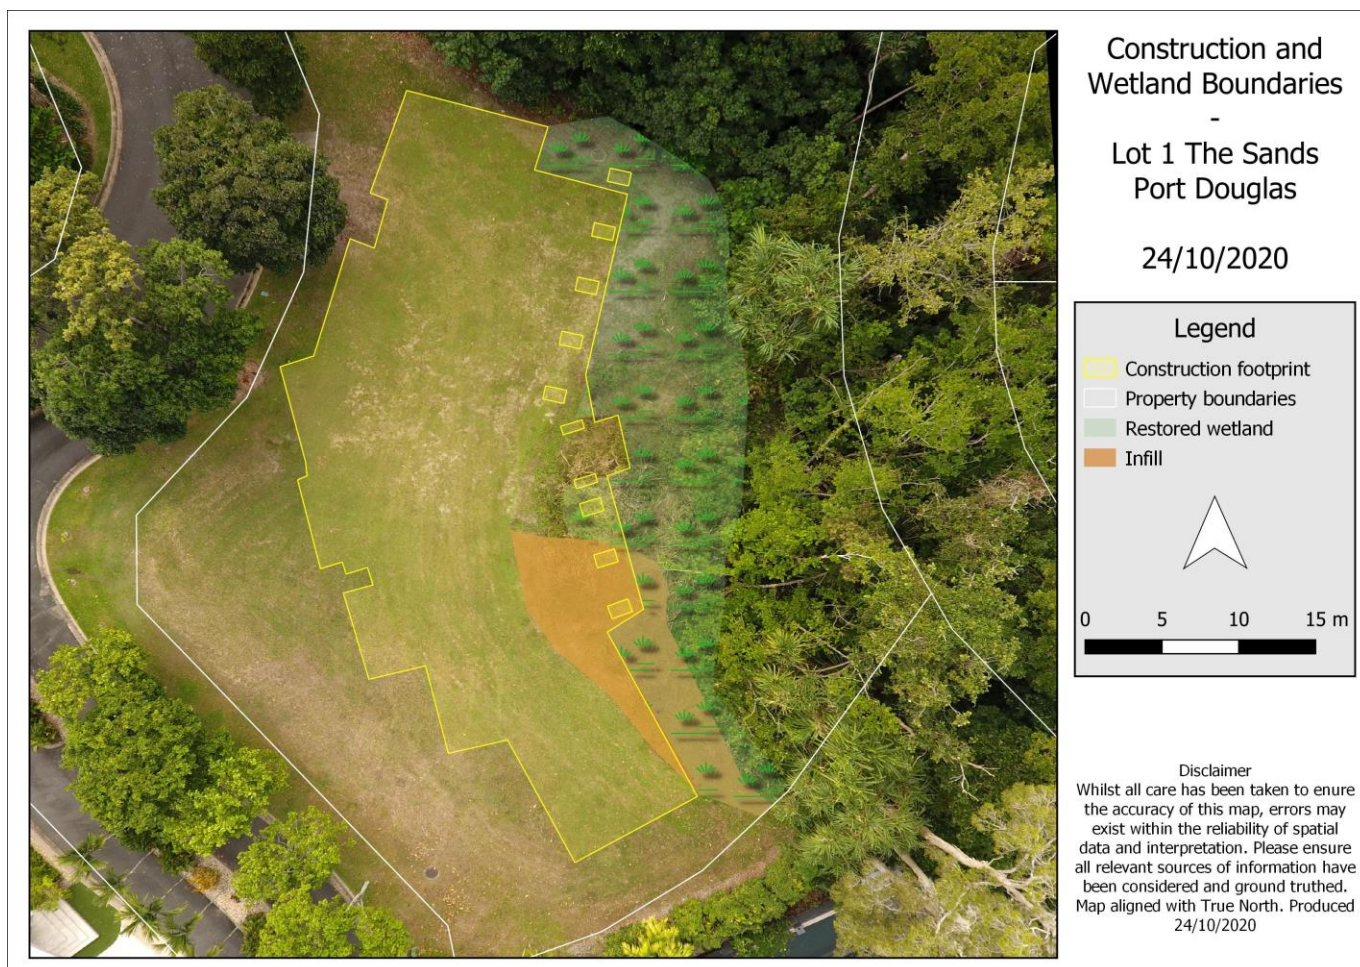 Construction and
Wetland Boundaries
-
Lot 1 The Sands
Port Douglas
24/10/2020
Legend
Construction footprint
Property boundaries
Restored wetland
Infill
0 5 10 15 m
Disclaimer
Whilst all care has been taken to enure
the accuracy of this map, errors may
exist within the reliability of spatial
data and interpretation. Please ensure
all relevant sources of information have
been considered and ground truthed.
Map aligned with True North. Produced
24/10/2020